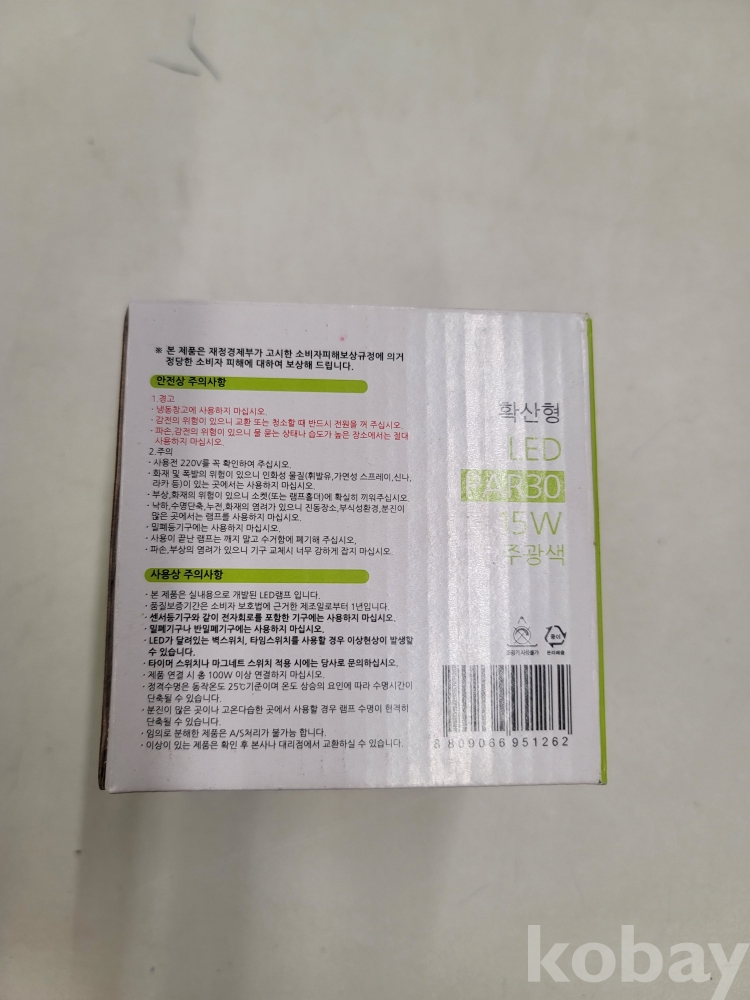 ※ 본 제품은 재정경제부가 고시한 소비자피해보상규정에 의거
정당한 소비자 피해에 대하여 보상해 드립니다.
안전상 주의사항
1.경고
· 냉동창고에 사용하지 마십시오.
· 감전의 위험이 있으니 교환 또는 청소할 때 반드시 전원을 꺼 주십시오.
· 파손,감전의 위험이 있으니 물 묻는 상태나 습도가 높은 장소에서는 절대
사용하지 마십시오.
2.주의
· 사용전 220V를 꼭 확인하여 주십시오.
· 화재 및 폭발의 위험이 있으니 인화성 물질(휘발유,가연성 스프레이,신나,
라카 등)이 있는 곳에서는 사용하지 마십시오.
· 부상,화재의 위험이 있으니 소켓(또는 램프홀더)에 확실히 끼워주십시오.
· 낙하,수명단축,누전,화재의 염려가 있으니 진동장소,부식성환경,분진이
많은 곳에서는 램프를 사용하지 마십시오.
· 밀폐등기구에는 사용하지 마십시오.
· 사용이 끝난 램프는 깨지 말고 수거함에 폐기해 주십시오.
· 파손,부상의 염려가 있으니 기구 교체시 너무 강하게 잡지 마십시오.
사용상 주의사항
· 본 제품은 실내용으로 개발된 LED램프 입니다.
· 품질보증기간은 소비자 보호법에 근거한 제조일로부터 1년입니다.
· 센서등기구와 같이 전자회로를 포함한 기구에는 사용하지 마십시오.
· 밀폐기구나 반밀폐기구에는 사용하지 마십시오.
· LED가 달려있는 벽스위치, 타임스위치를 사용할 경우 이상현상이 발생할
수 있습니다.
· 타이머 스위치나 마그네트 스위치 적용 시에는 당사로 문의하십시오.
· 제품 연결 시 총 100W 이상 연결하지 마십시오.
· 정격수명은 동작온도 25℃기준이며 온도 상승의 요인에 따라 수명시간이
단축될 수 있습니다.
· 분진이 많은 곳이나 고온다습한 곳에서 사용할 경우 램프 수명이 현격히
단축될 수 있습니다.
· 임의로 분해한 제품은 A/S처리가 불가능 합니다.
· 이상이 있는 제품은 확인 후 본사나 대리점에서 교환하실 수 있습니다.
확산형
LED
PAR30
15W
주광색
조광기 사용불가
종이
분리배출
8 809066 951262
kobay